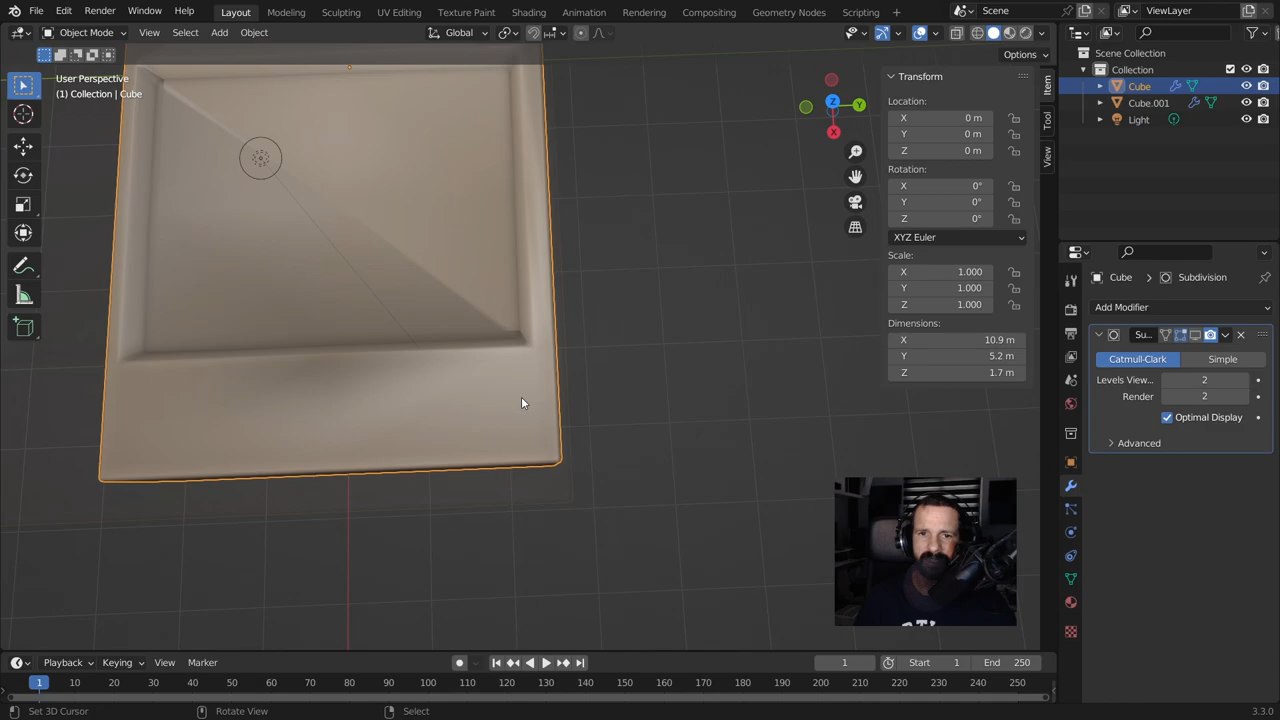 File Edit Render Window Help Layout Modeling Sculpting UV Editing Texture Paint Shading Animation Rendering Compositing Geometry Nodes Scripting Scene ViewLayer
Object Mode View Select Add Object Global
Options
User Perspective
(1) Collection | Cube
Transform
Location:
X 0 m
Y 0 m
Z 0 m
Rotation:
X 0°
Y 0°
Z 0°
XYZ Euler
Scale:
X 1.000
Y 1.000
Z 1.000
Dimensions:
X 10.9 m
Y 5.2 m
Z 1.7 m
Item
Tool
View
Z
Y
X
Scene Collection
Collection
Cube
Cube.001
Light
Cube Subdivision
Add Modifier
Su...
Catmull-Clark Simple
Levels View... 2
Render 2
Optimal Display
Advanced
Playback Keying View Marker 1 Start 1 End 250
1 10 20 30 40 50 60 70 80 90 100 110 120 130 140 150 160 170 180 190 200 210 220 230 240 250
Set 3D Cursor Rotate View Select 3.3.0